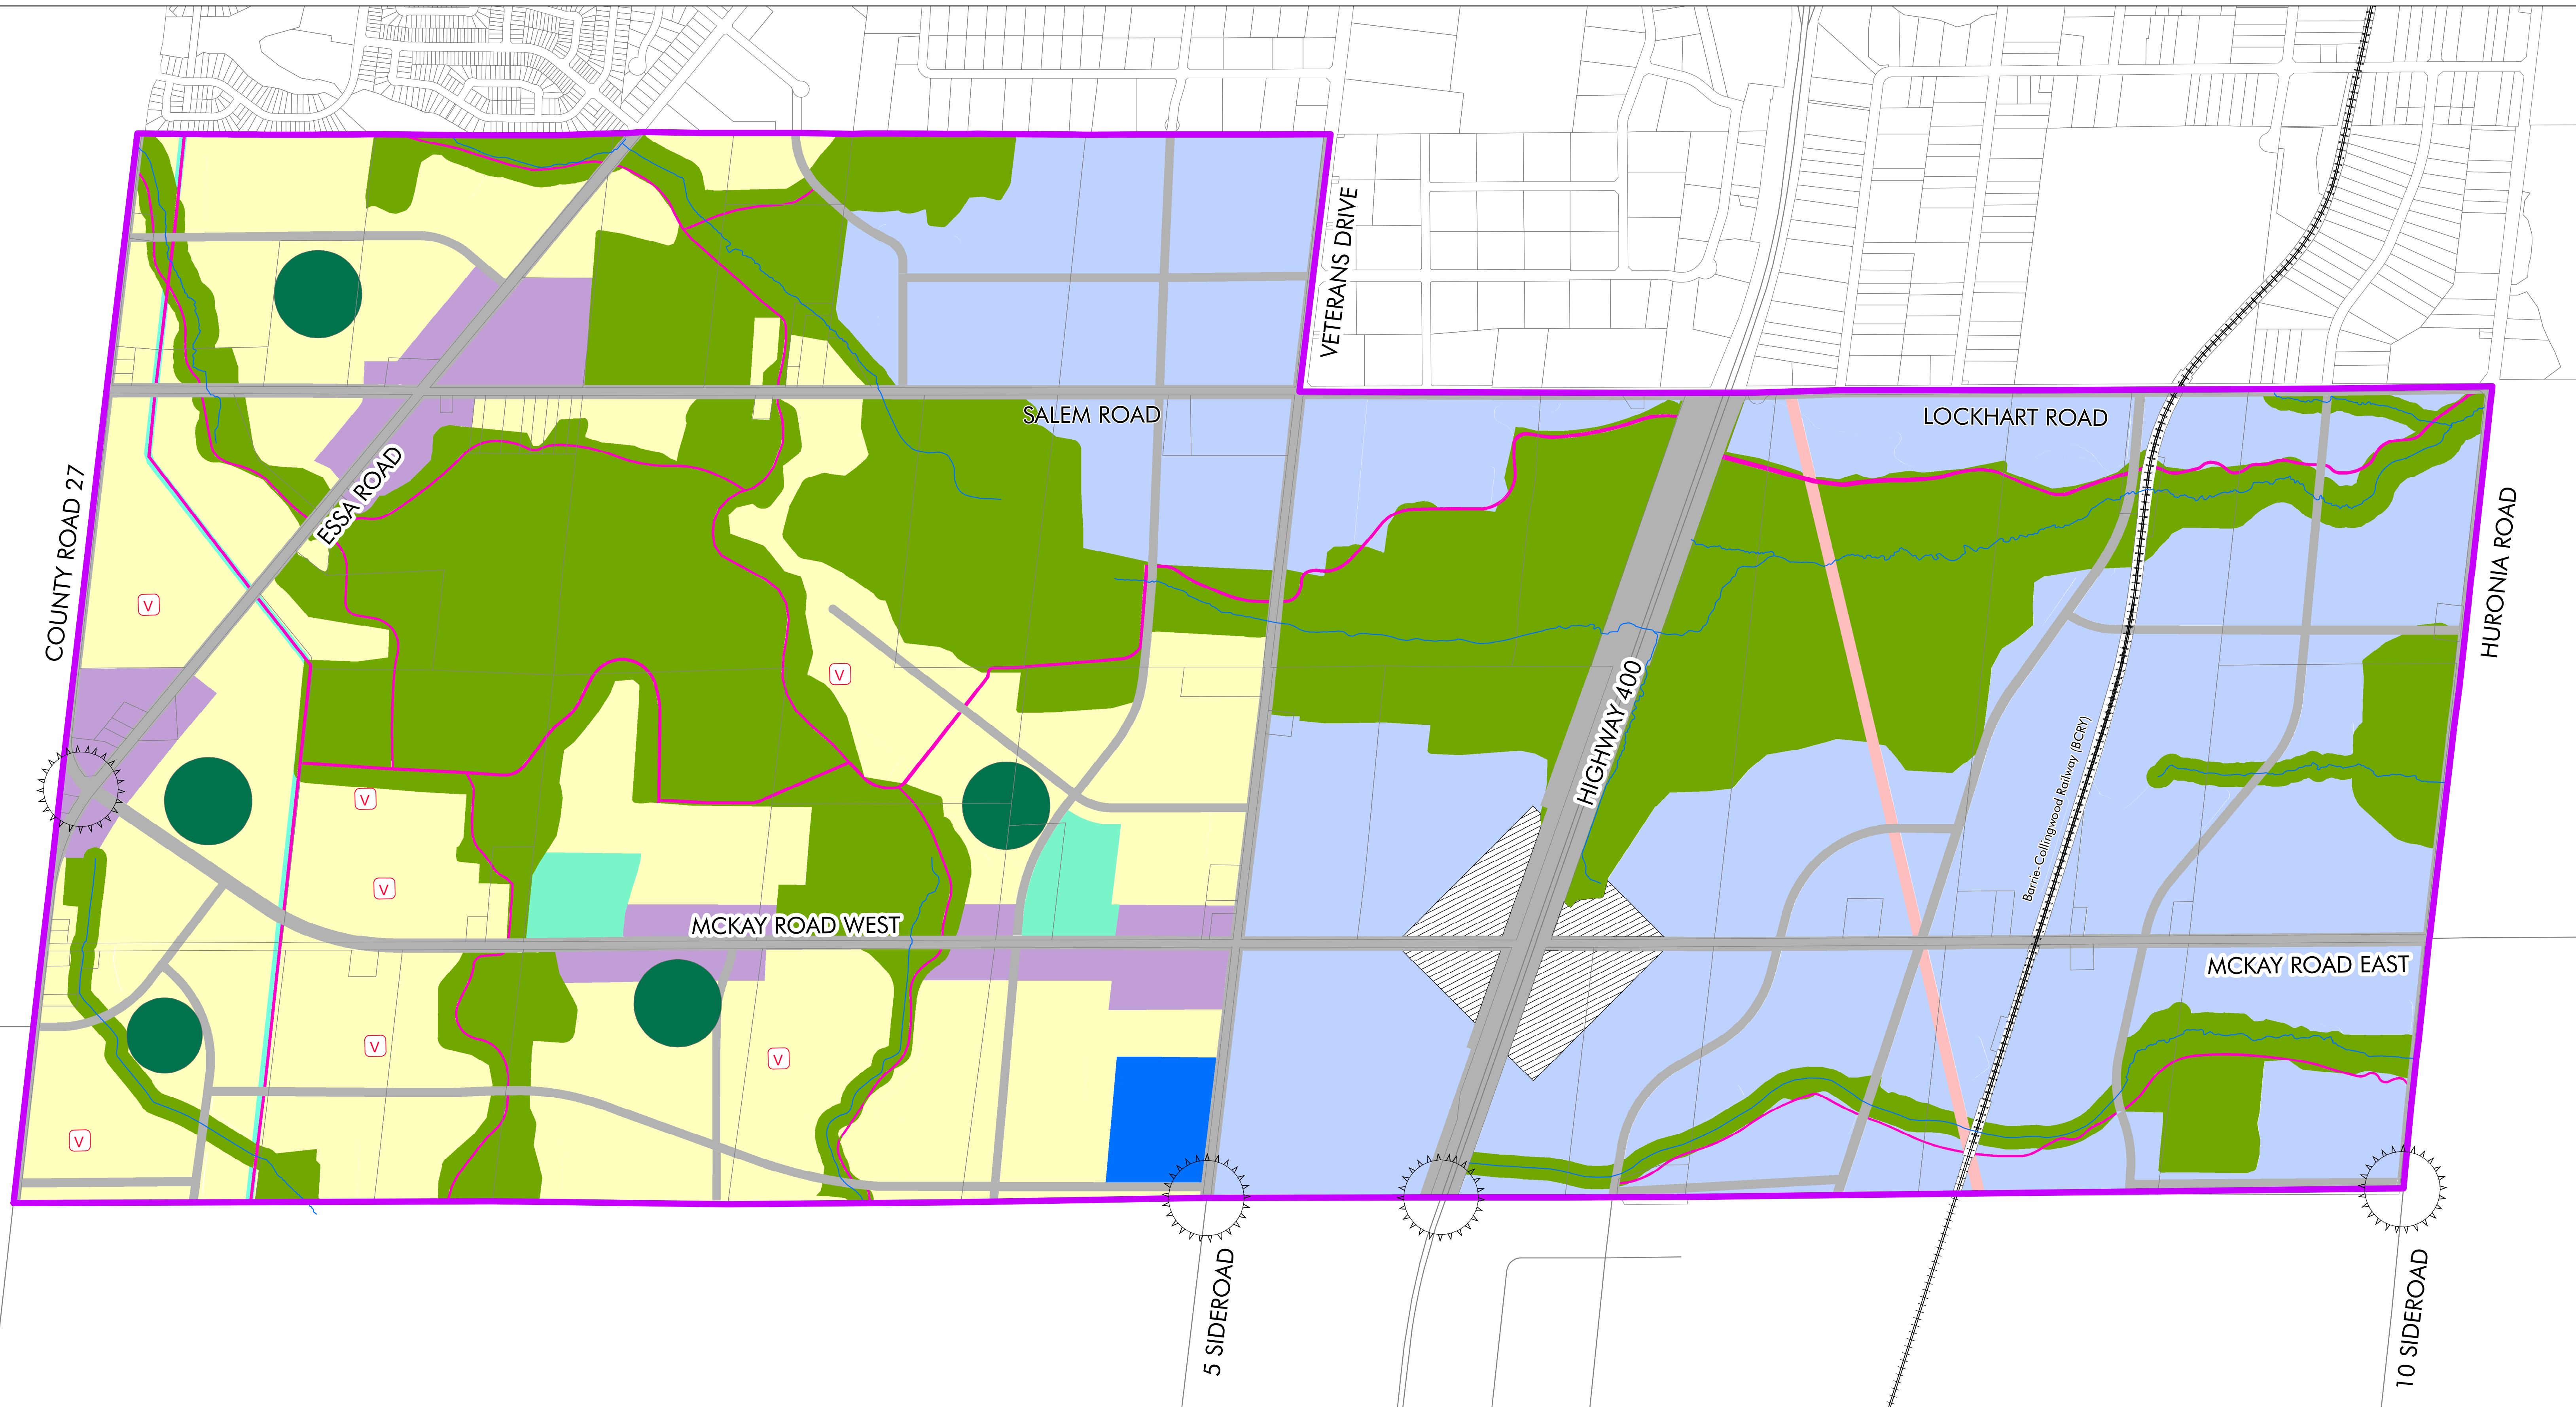 VETERANS DRIVE
SALEM ROAD
LOCKHART ROAD
COUNTY ROAD 27
ESSA ROAD
HURONIA ROAD
V
V
HIGHWAY 400
Barrie-Collingwood Railway (BCRY)
V
V
MCKAY ROAD WEST
MCKAY ROAD EAST
V
V
V
5 SIDEROAD
10 SIDEROAD